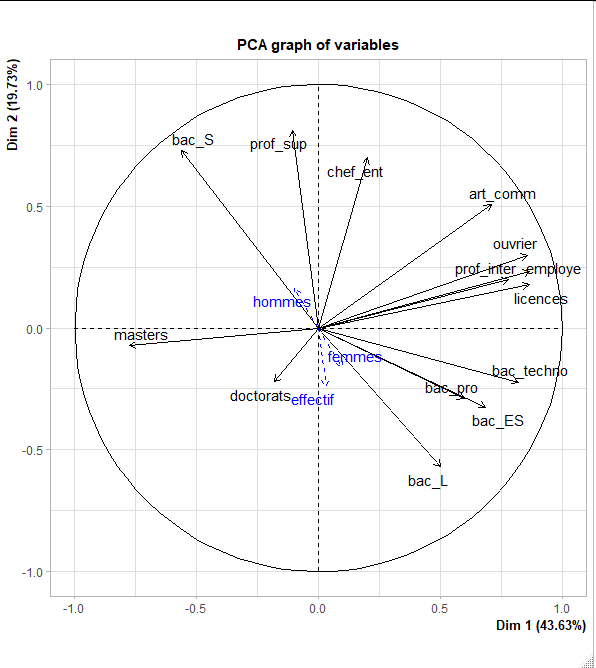 PCA graph of variables
Dim 2 (19.73%)
1.0
bac_S
prof_sup
chef_ent
art_comm
0.5
ouvrier
prof_inter
employe
hommes
licences
0.0
masters
femmes
bac_techno
doctorats
effectif
bac_pro
bac_ES
-0.5
bac_L
-1.0
-1.0 -0.5 0.0 0.5 1.0
Dim 1 (43.63%)